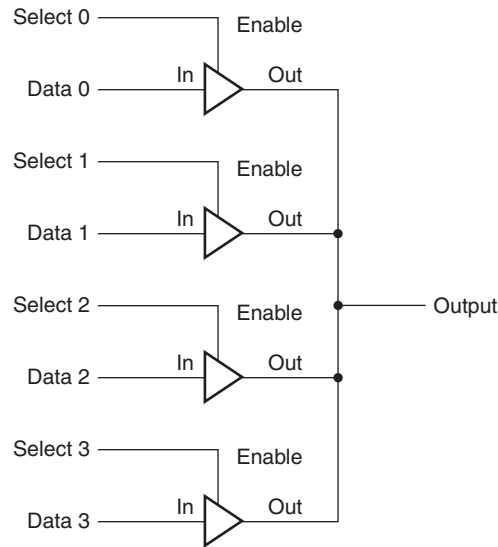 Select 0
Enable
In
Out
Data 0
Select 1
Enable
In
Out
Data 1
Select 2
Enable
Output
In
Out
Data 2
Select 3
Enable
In
Out
Data 3